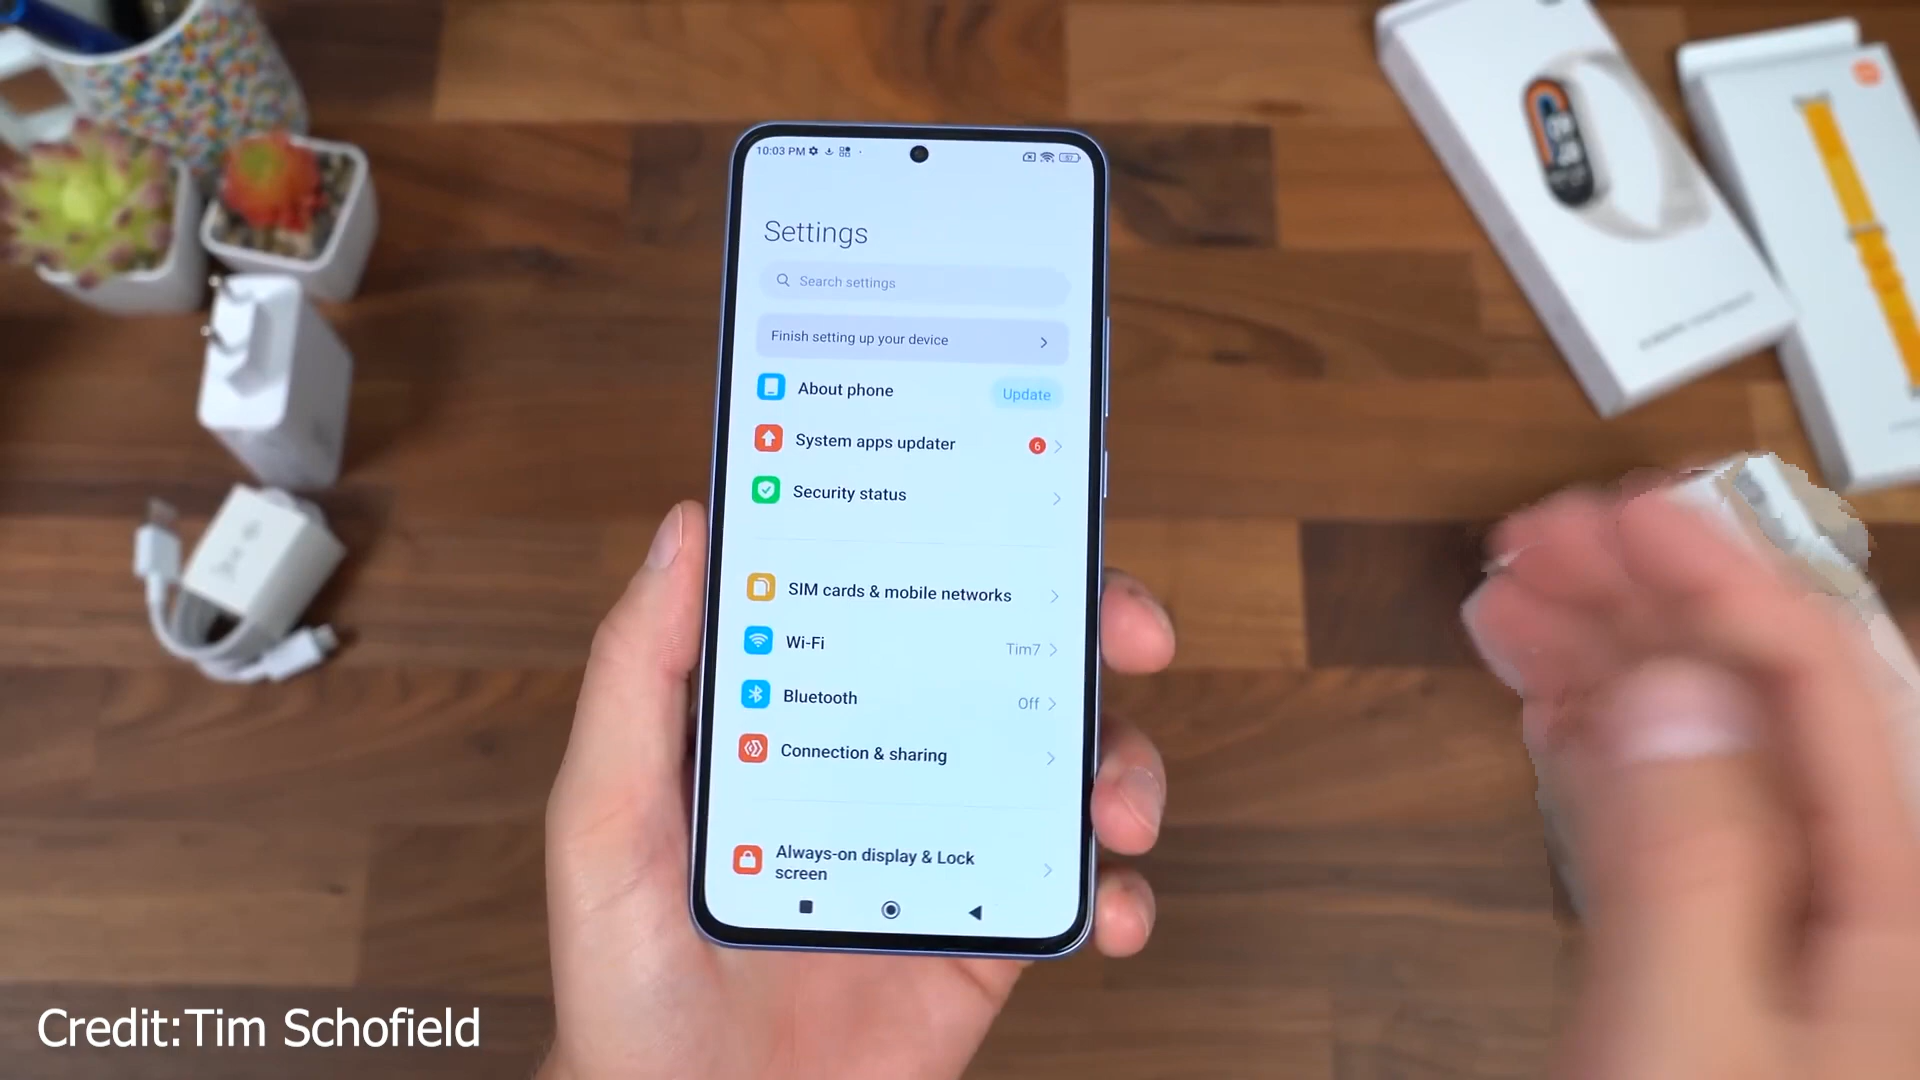 10:03 PM
Settings
Search settings
Finish setting up your device
About phone
Update
System apps updater
6
Security status
SIM cards & mobile networks
Wi-Fi
Tim7
Bluetooth
Off
Connection & sharing
Always-on display & Lock
screen
Credit:Tim Schofield